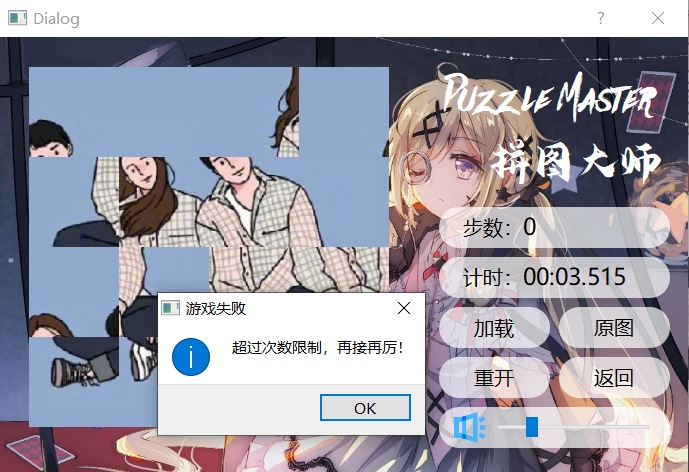 Dialog
PUZZLE MASTER
拼图大师
步数：0
计时：00:03.515
加载
原图
重开
返回
游戏失败
超过次数限制，再接再厉！
OK